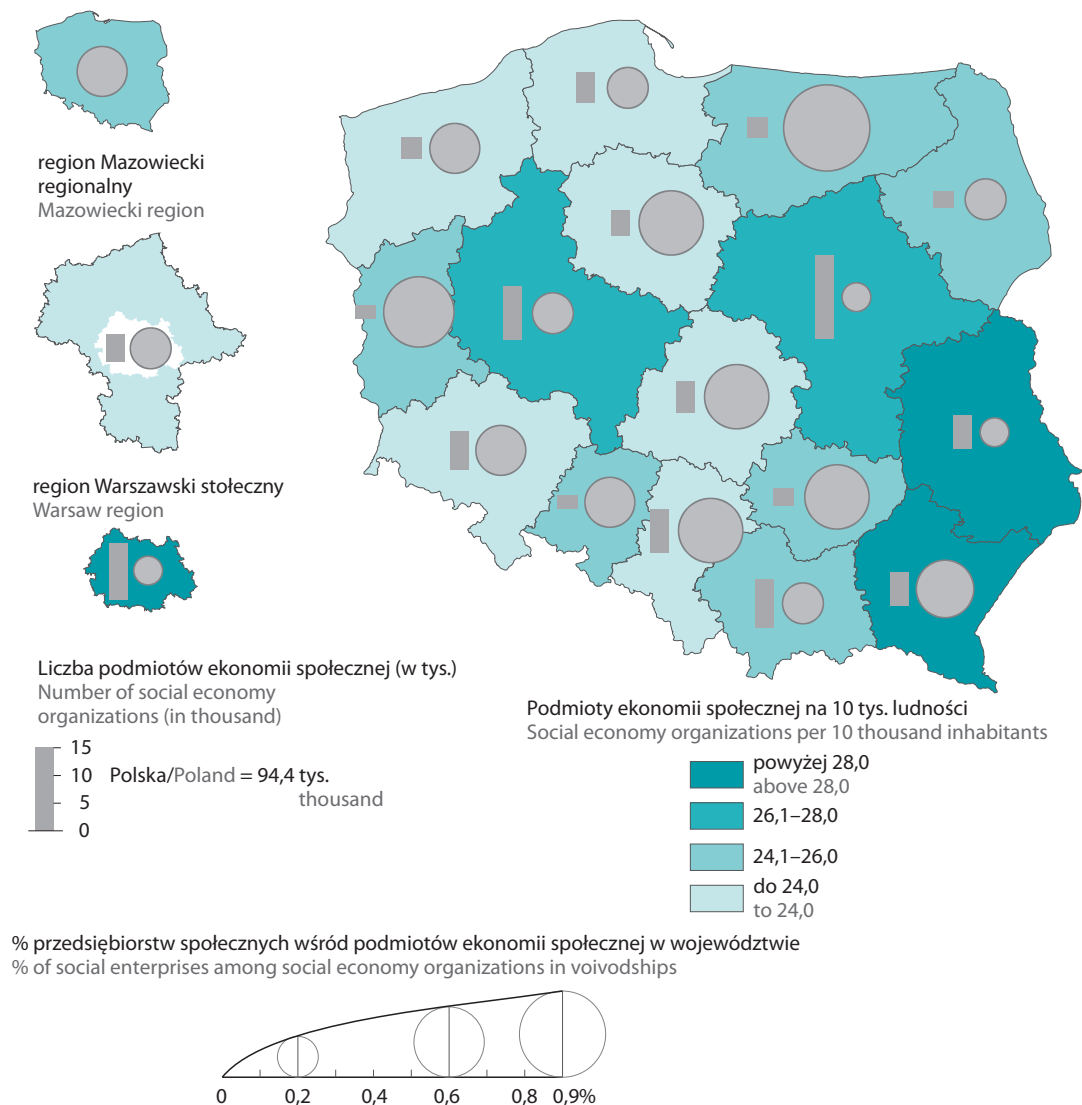 region Mazowiecki
regionalny
Mazowiecki region
region Warszawski stołeczny
Warsaw region
Liczba podmiotów ekonomii społecznej (w tys.)
Number of social economy
organizations (in thousand)
15
10
5
0
Polska/Poland = 94,4 tys.
thousand
Podmioty ekonomii społecznej na 10 tys. ludności
Social economy organizations per 10 thousand inhabitants
powyżej 28,0
above 28,0
26,1–28,0
24,1–26,0
do 24,0
to 24,0
% przedsiębiorstw społecznych wśród podmiotów ekonomii społecznej w województwie
% of social enterprises among social economy organizations in voivodships
0 0,2 0,4 0,6 0,8 0,9%